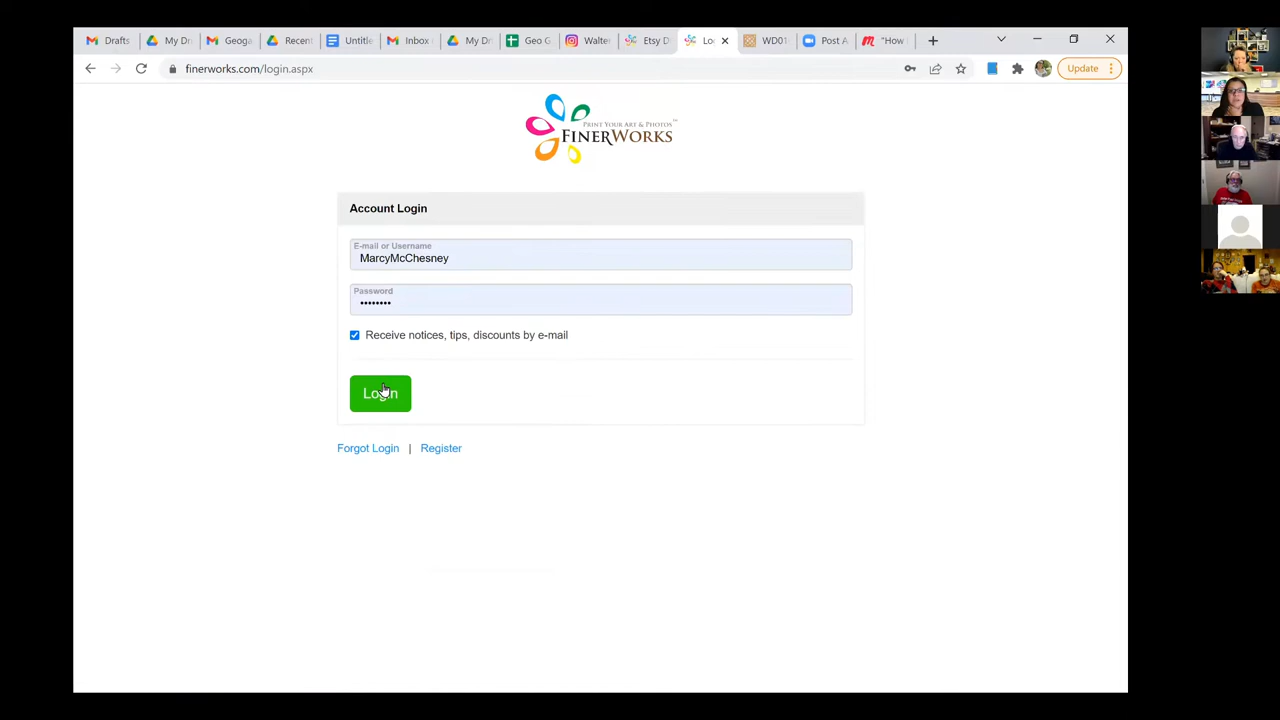 Drafts
My Dr
Geoga
Recent
Untitle
Inbox
My Dr
Geo G
Walter
Etsy D
Lo
WD01
Post A
"How
finerworks.com/login.aspx
Update
PRINT YOUR ART & PHOTOS™
FINERWORKS
Account Login
E-mail or Username
MarcyMcChesney
Password
••••••••
Receive notices, tips, discounts by e-mail
Login
Forgot Login | Register